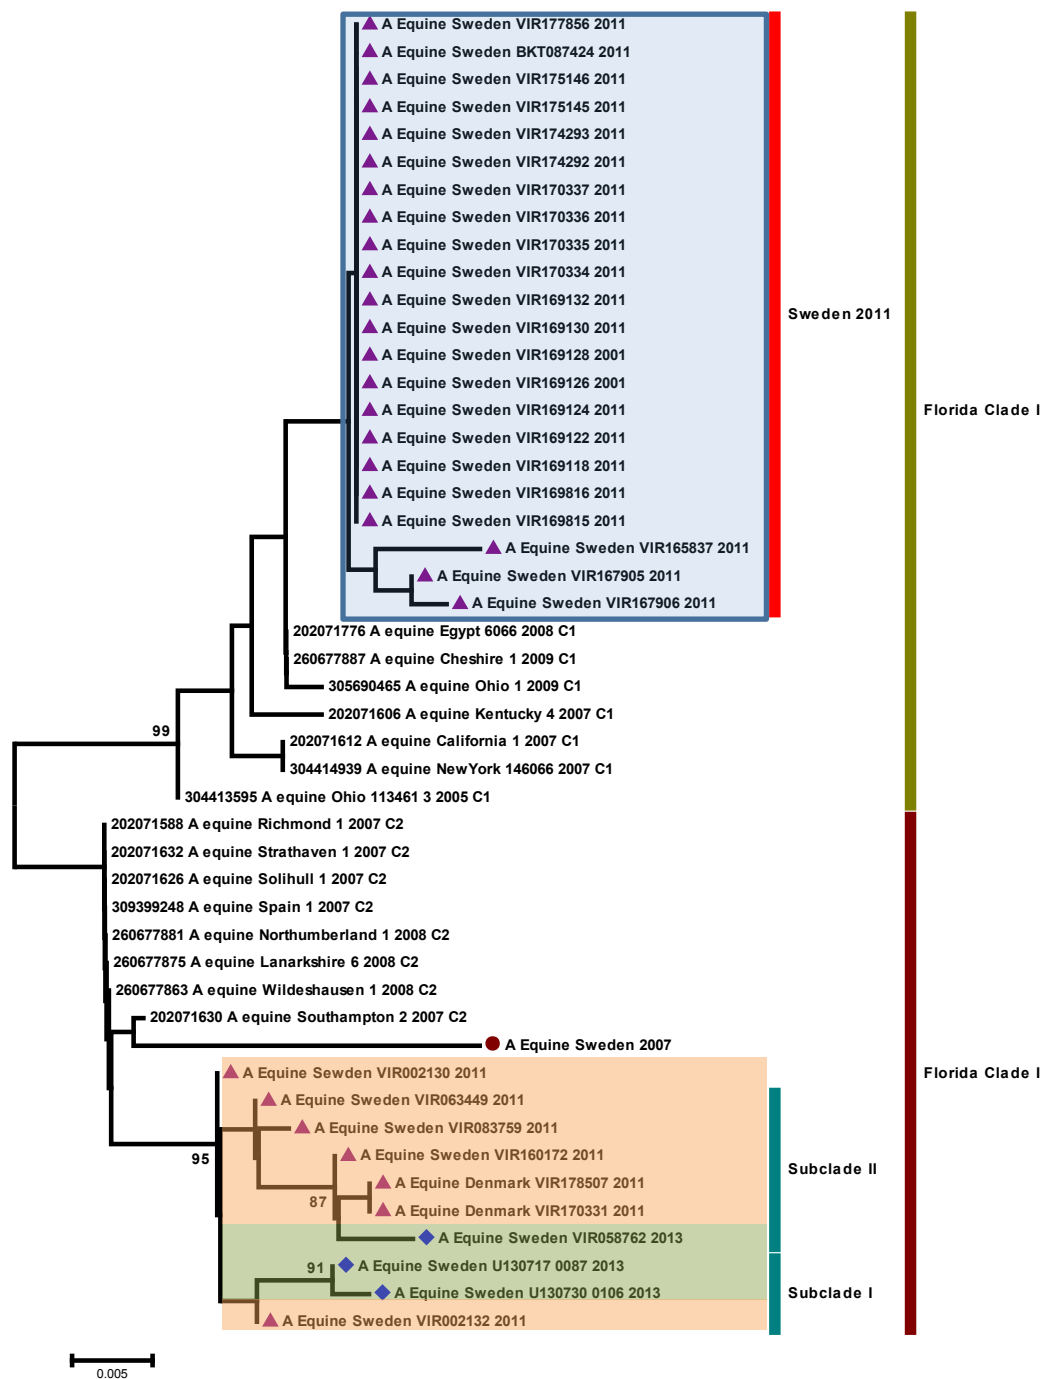 A Equine Sweden VIR177856 2011
A Equine Sweden BKT087424 2011
A Equine Sweden VIR175146 2011
A Equine Sweden VIR175145 2011
A Equine Sweden VIR174293 2011
A Equine Sweden VIR174292 2011
A Equine Sweden VIR170337 2011
A Equine Sweden VIR170336 2011
A Equine Sweden VIR170335 2011
A Equine Sweden VIR170334 2011
A Equine Sweden VIR169132 2011
Sweden 2011
A Equine Sweden VIR169130 2011
A Equine Sweden VIR169128 2001
A Equine Sweden VIR169126 2001
A Equine Sweden VIR169124 2011
Florida Clade I
A Equine Sweden VIR169122 2011
A Equine Sweden VIR169118 2011
A Equine Sweden VIR169816 2011
A Equine Sweden VIR169815 2011
A Equine Sweden VIR165837 2011
A Equine Sweden VIR167905 2011
A Equine Sweden VIR167906 2011
202071776 A equine Egypt 6066 2008 C1
260677887 A equine Cheshire 1 2009 C1
305690465 A equine Ohio 1 2009 C1
202071606 A equine Kentucky 4 2007 C1
99
202071612 A equine California 1 2007 C1
304414939 A equine NewYork 146066 2007 C1
304413595 A equine Ohio 113461 3 2005 C1
202071588 A equine Richmond 1 2007 C2
202071632 A equine Strathaven 1 2007 C2
202071626 A equine Solihull 1 2007 C2
309399248 A equine Spain 1 2007 C2
260677881 A equine Northumberland 1 2008 C2
260677875 A equine Lanarkshire 6 2008 C2
260677863 A equine Wildeshausen 1 2008 C2
202071630 A equine Southampton 2 2007 C2
A Equine Sweden 2007
A Equine Sewden VIR002130 2011
Florida Clade I
A Equine Sweden VIR063449 2011
A Equine Sweden VIR083759 2011
A Equine Sweden VIR160172 2011
95
Subclade II
A Equine Denmark VIR178507 2011
87
A Equine Denmark VIR170331 2011
A Equine Sweden VIR058762 2013
91
A Equine Sweden U130717 0087 2013
A Equine Sweden U130730 0106 2013
Subclade I
A Equine Sweden VIR002132 2011
0.005